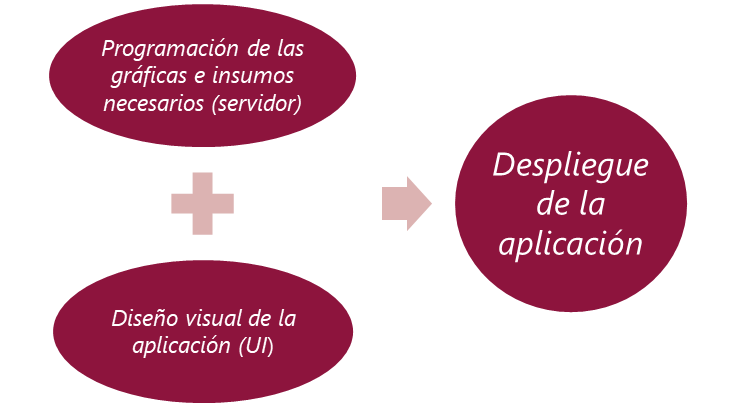 Programación de las
gráficas e insumos
necesarios (servidor)
Diseño visual de la
aplicación (UI)
Despliegue
de la
aplicación